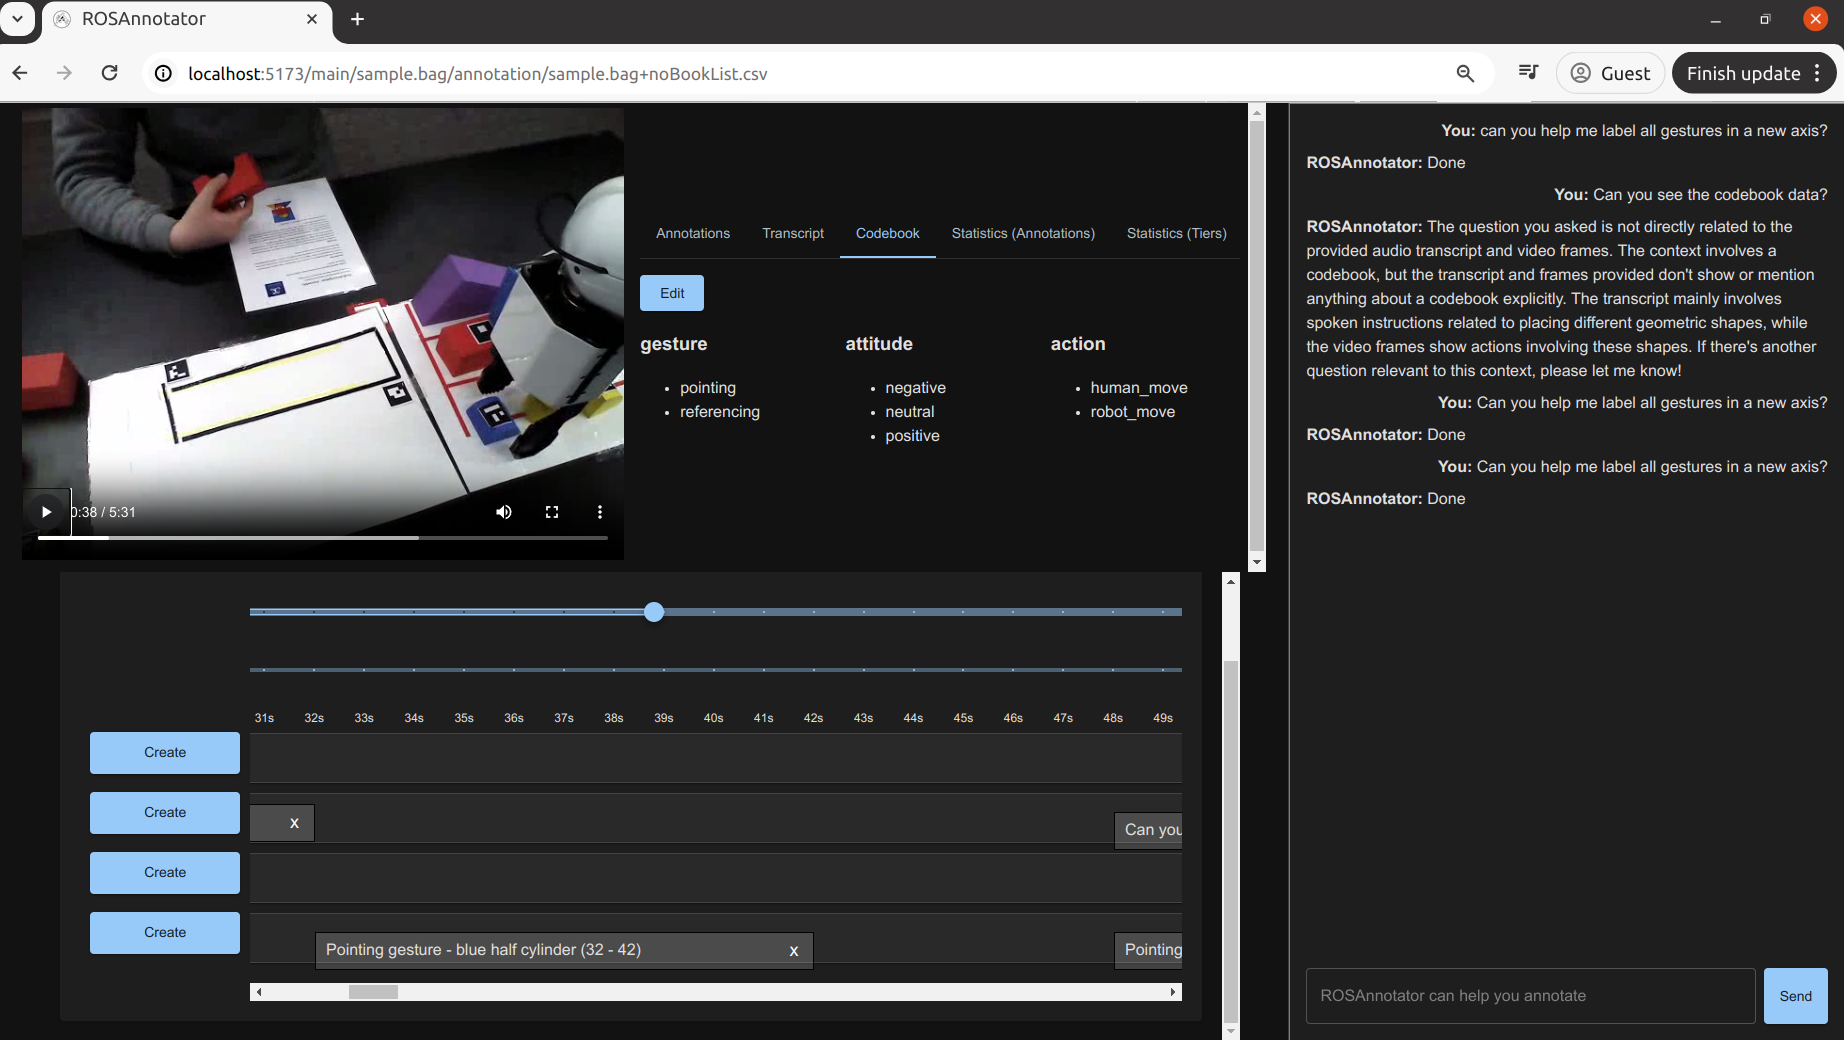 ROSAnnotator
localhost:5173/main/sample.bag/annotation/sample.bag+noBookList.csv
Guest
Finish update
0:38 / 5:31
Annotations
Transcript
Codebook
Statistics (Annotations)
Statistics (Tiers)
Edit
gesture
pointing
referencing
attitude
negative
neutral
positive
action
human_move
robot_move
31s 32s 33s 34s 35s 36s 37s 38s 39s 40s 41s 42s 43s 44s 45s 46s 47s 48s 49s
Create
Create
x
Can you
Create
Create
Pointing gesture - blue half cylinder (32 - 42)
x
Pointing
You: can you help me label all gestures in a new axis?
ROSAnnotator: Done
You: Can you see the codebook data?
ROSAnnotator: The question you asked is not directly related to the
provided audio transcript and video frames. The context involves a
codebook, but the transcript and frames provided don't show or mention
anything about a codebook explicitly. The transcript mainly involves
spoken instructions related to placing different geometric shapes, while
the video frames show actions involving these shapes. If there's another
question relevant to this context, please let me know!
You: Can you help me label all gestures in a new axis?
ROSAnnotator: Done
You: Can you help me label all gestures in a new axis?
ROSAnnotator: Done
ROSAnnotator can help you annotate
Send